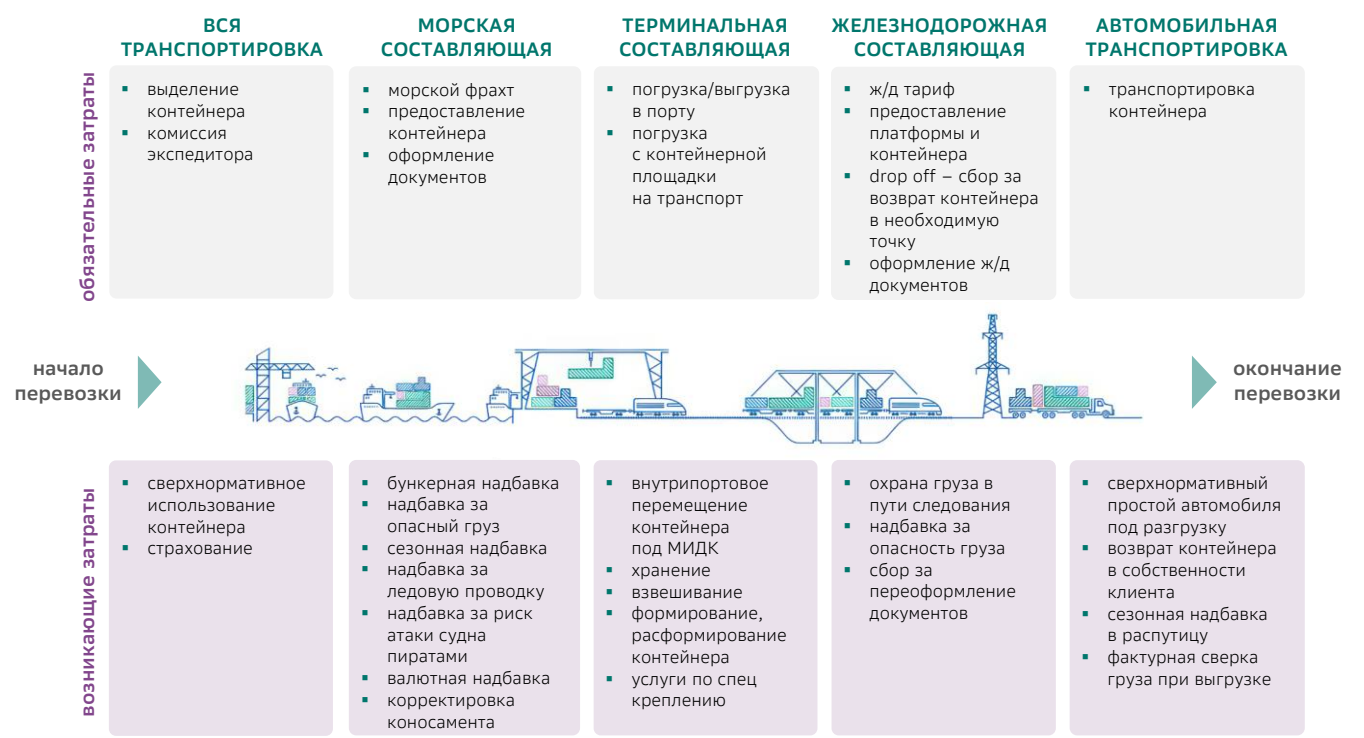 ВСЯ
ТРАНСПОРТИРОВКА
МОРСКАЯ
СОСТАВЛЯЮЩАЯ
ТЕРМИНАЛЬНАЯ
СОСТАВЛЯЮЩАЯ
ЖЕЛЕЗНОДОРОЖНАЯ
СОСТАВЛЯЮЩАЯ
АВТОМОБИЛЬНАЯ
ТРАНСПОРТИРОВКА
обязательные затраты
▪ выделение
контейнера
▪ комиссия
экспедитора
▪ морской фрахт
▪ предоставление
контейнера
▪ оформление
документов
▪ погрузка/выгрузка
в порту
▪ погрузка
с контейнерной
площадки
на транспорт
▪ ж/д тариф
▪ предоставление
платформы и
контейнера
▪ drop off – сбор за
возврат контейнера
в необходимую
точку
▪ оформление ж/д
документов
▪ транспортировка
контейнера
начало
перевозки
окончание
перевозки
возникающие затраты
▪ сверхнормативное
использование
контейнера
▪ страхование
▪ бункерная надбавка
▪ надбавка за
опасный груз
▪ сезонная надбавка
▪ надбавка за
ледовую проводку
▪ надбавка за риск
атаки судна
пиратами
▪ валютная надбавка
▪ корректировка
коносамента
▪ внутрипортовое
перемещение
контейнера
под МИДК
▪ хранение
▪ взвешивание
▪ формирование,
расформирование
контейнера
▪ услуги по спец
креплению
▪ охрана груза в
пути следования
▪ надбавка за
опасность груза
▪ сбор за
переоформление
документов
▪ сверхнормативный
простой автомобиля
под разгрузку
▪ возврат контейнера
в собственности
клиента
▪ сезонная надбавка
в распутицу
▪ фактурная сверка
груза при выгрузке